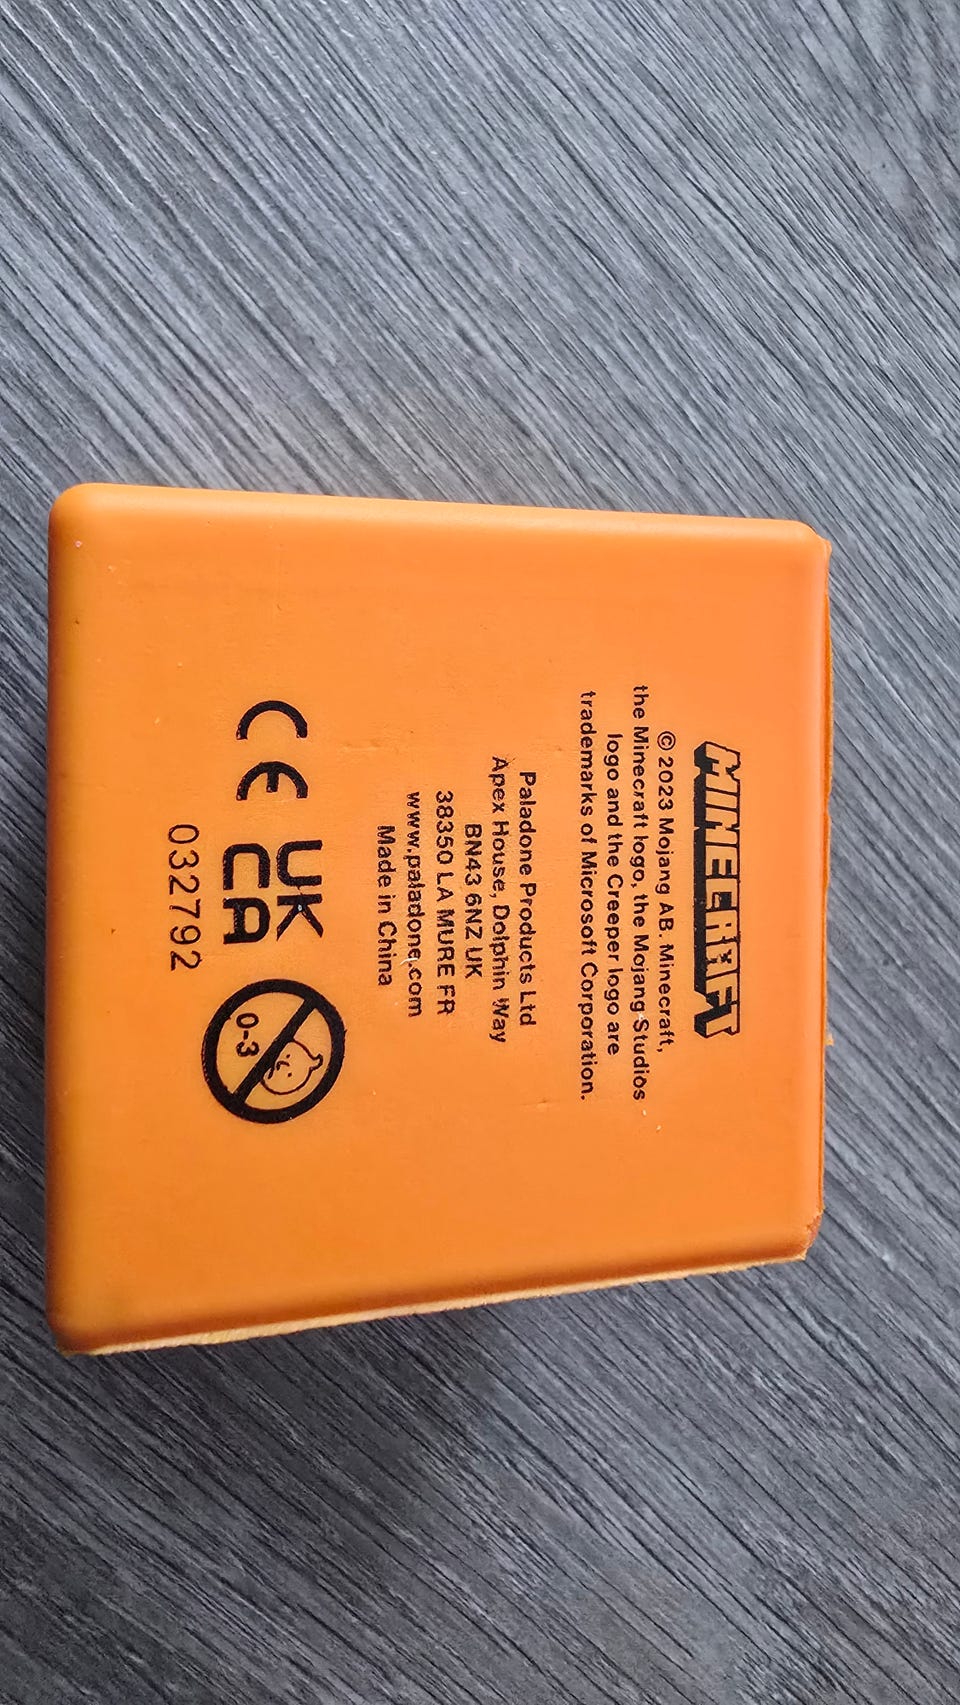 MINECRAFT
© 2023 Mojang AB. Minecraft,
the Minecraft logo, the Mojang Studios
logo and the Creeper logo are
trademarks of Microsoft Corporation.
Paladone Products Ltd
Apex House, Dolphin Way
BN43 6NZ UK
38350 LA MURE FR
www.paladone.com
Made in China
CE
UK
CA
0-3
032792